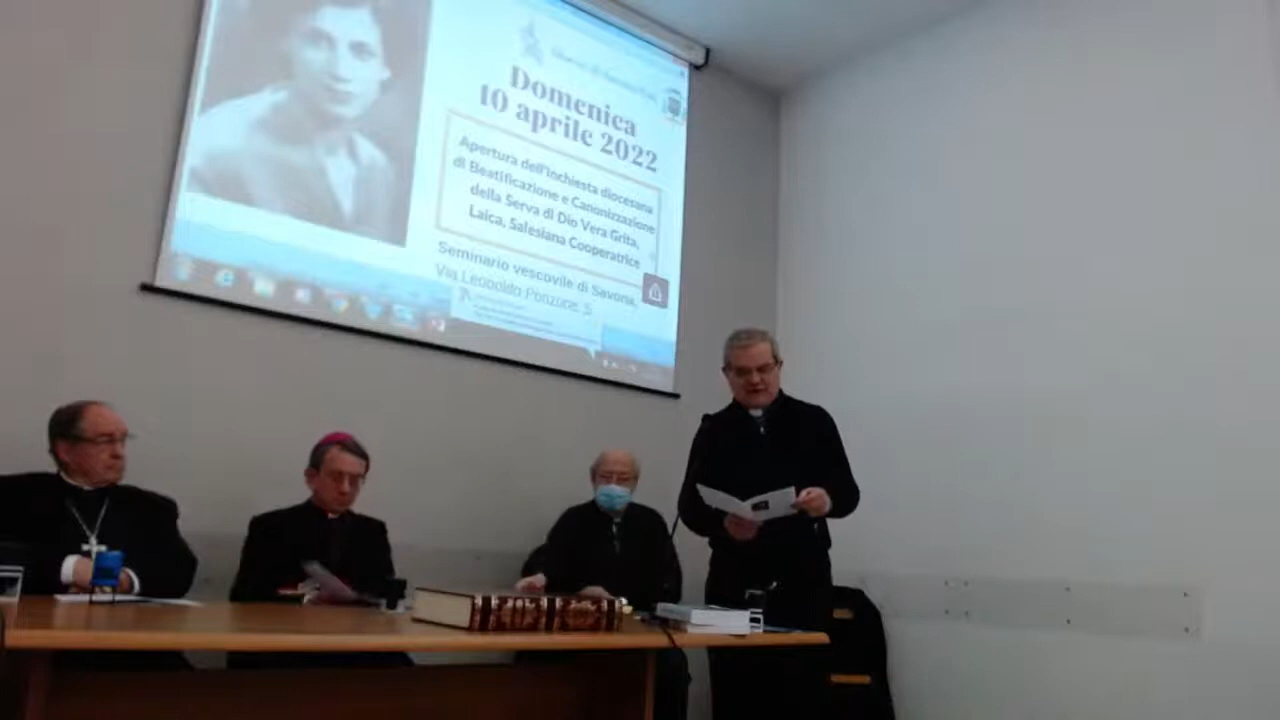 Domenica
10 aprile 2022
Apertura dell'inchiesta diocesana
di Beatificazione e Canonizzazione
della Serva di Dio Vera Grita,
Laica, Salesiana Cooperatrice
Seminario vescovile di Savona,
Via Leopoldo Ponzone, 5